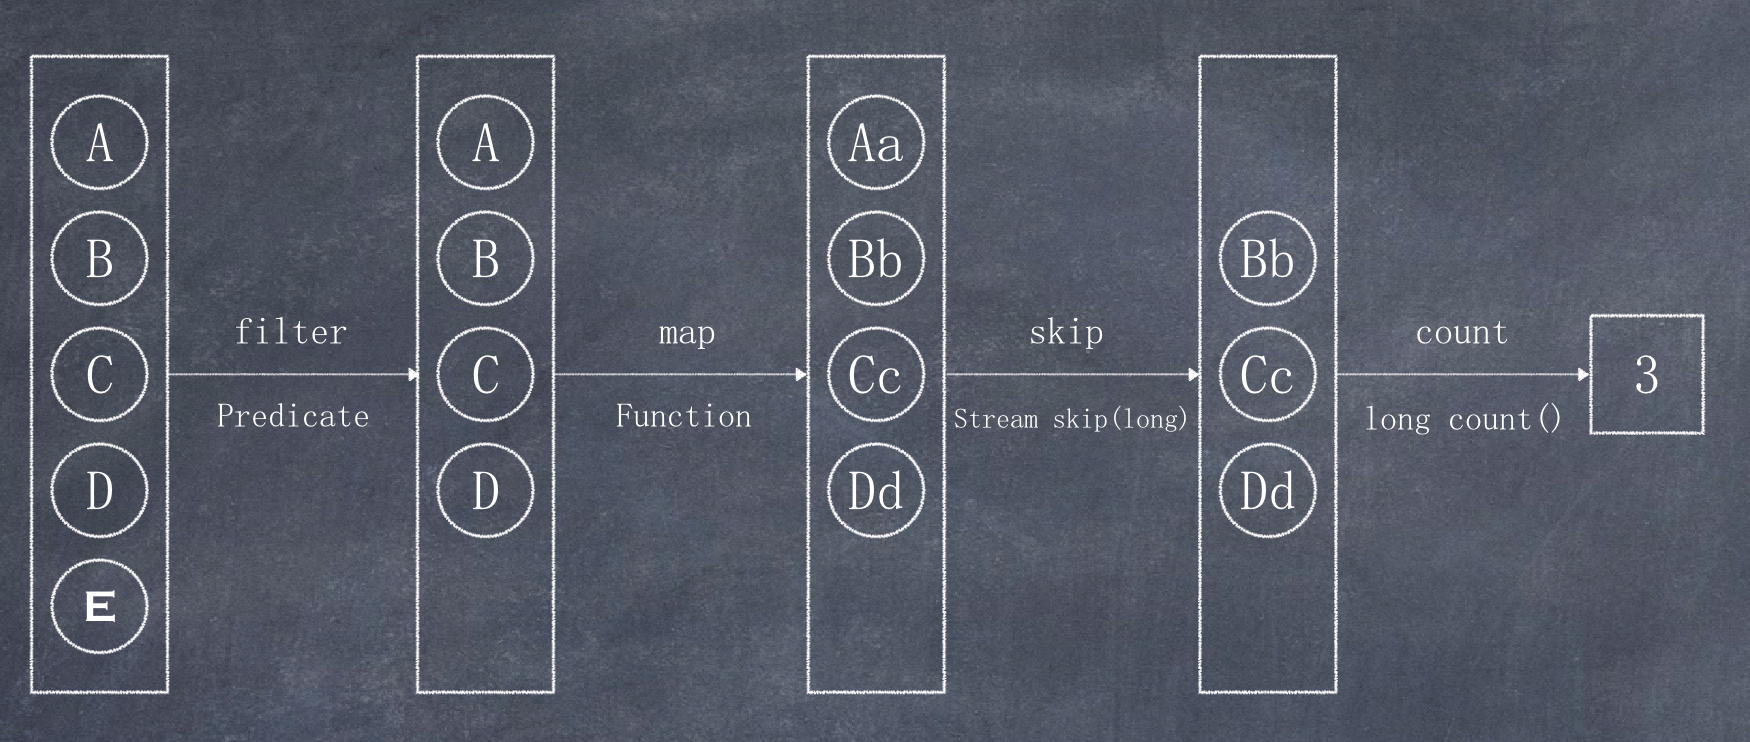 A
B
C
D
E
filter
Predicate
A
B
C
D
map
Function
Aa
Bb
Cc
Dd
skip
Stream skip(long)
Bb
Cc
Dd
count
long count()
3